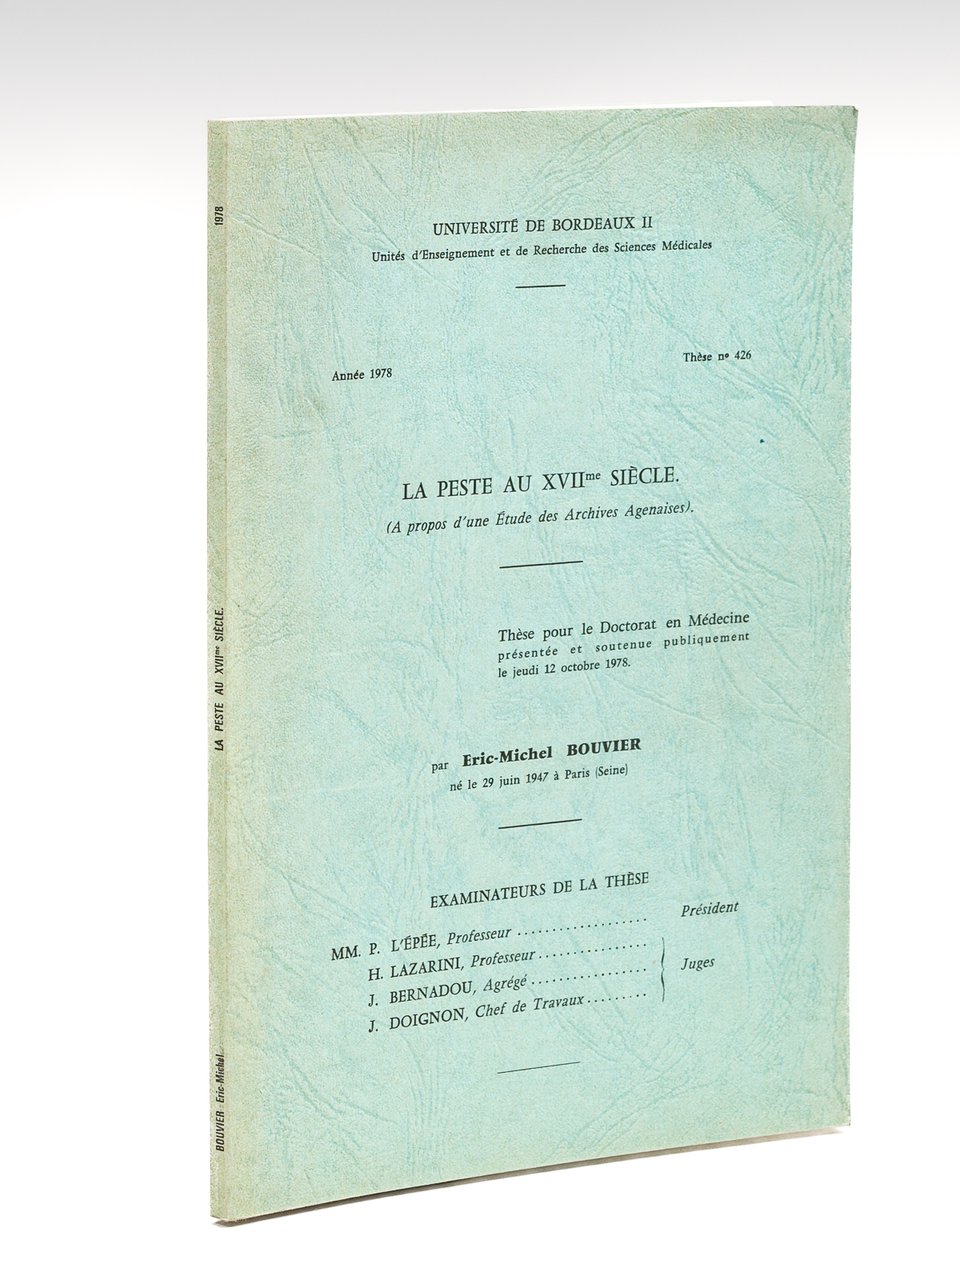 UNIVERSITÉ DE BORDEAUX II
Unités d'Enseignement et de Recherche des Sciences Médicales
Année 1978
Thèse nº 426
LA PESTE AU XVIIme SIÈCLE.
(A propos d'une Étude des Archives Agenaises).
Thèse pour le Doctorat en Médecine
présentée et soutenue publiquement
le jeudi 12 octobre 1978.
par Eric-Michel BOUVIER
né le 29 juin 1947 à Paris (Seine)
EXAMINATEURS DE LA THÈSE
MM. P. L'ÉPÉE, Professeur ................... Président
H. LAZARINI, Professeur ................
J. BERNADOU, Agrégé ................. Juges
J. DOIGNON, Chef de Travaux .........
BOUVIER Eric-Michel
LA PESTE AU XVIIme SIÈCLE.
1978